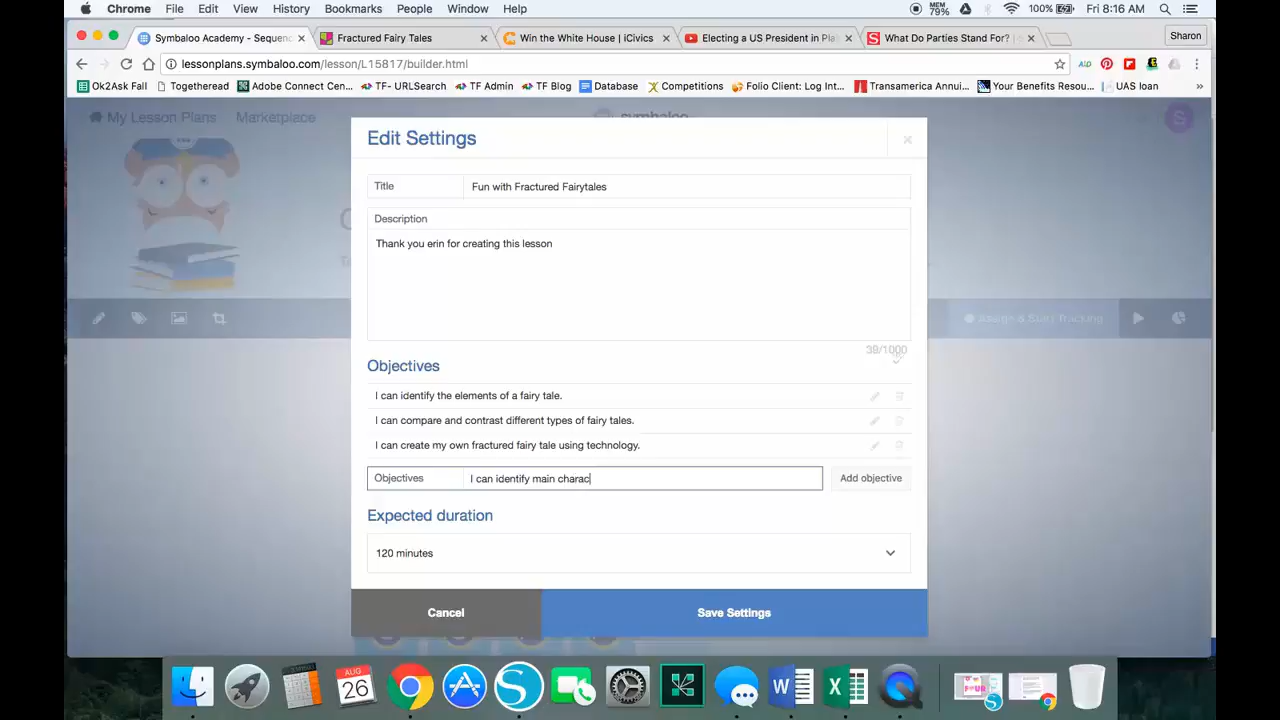 Chrome File Edit View History Bookmarks People Window Help MEM 79% 100% Fri 8:16 AM
Symbaloo Academy - Sequenc Fractured Fairy Tales Win the White House | iCivics Electing a US President in Pla What Do Parties Stand For? | Sharon
lessonplans.symbaloo.com/lesson/L15817/builder.html
Ok2Ask Fall Togetheread Adobe Connect Cen... TF- URLSearch TF Admin TF Blog Database Competitions Folio Client: Log Int... Transamerica Annui... Your Benefits Resou... UAS loan »
My Lesson Plans Marketplace symbaloo S
Edit Settings
Title Fun with Fractured Fairytales
Description
Thank you erin for creating this lesson
Assign & Start Tracking
39/1000
Objectives
I can identify the elements of a fairy tale.
I can compare and contrast different types of fairy tales.
I can create my own fractured fairy tale using technology.
Objectives I can identify main charac Add objective
Expected duration
120 minutes
Cancel Save Settings
AUG
26